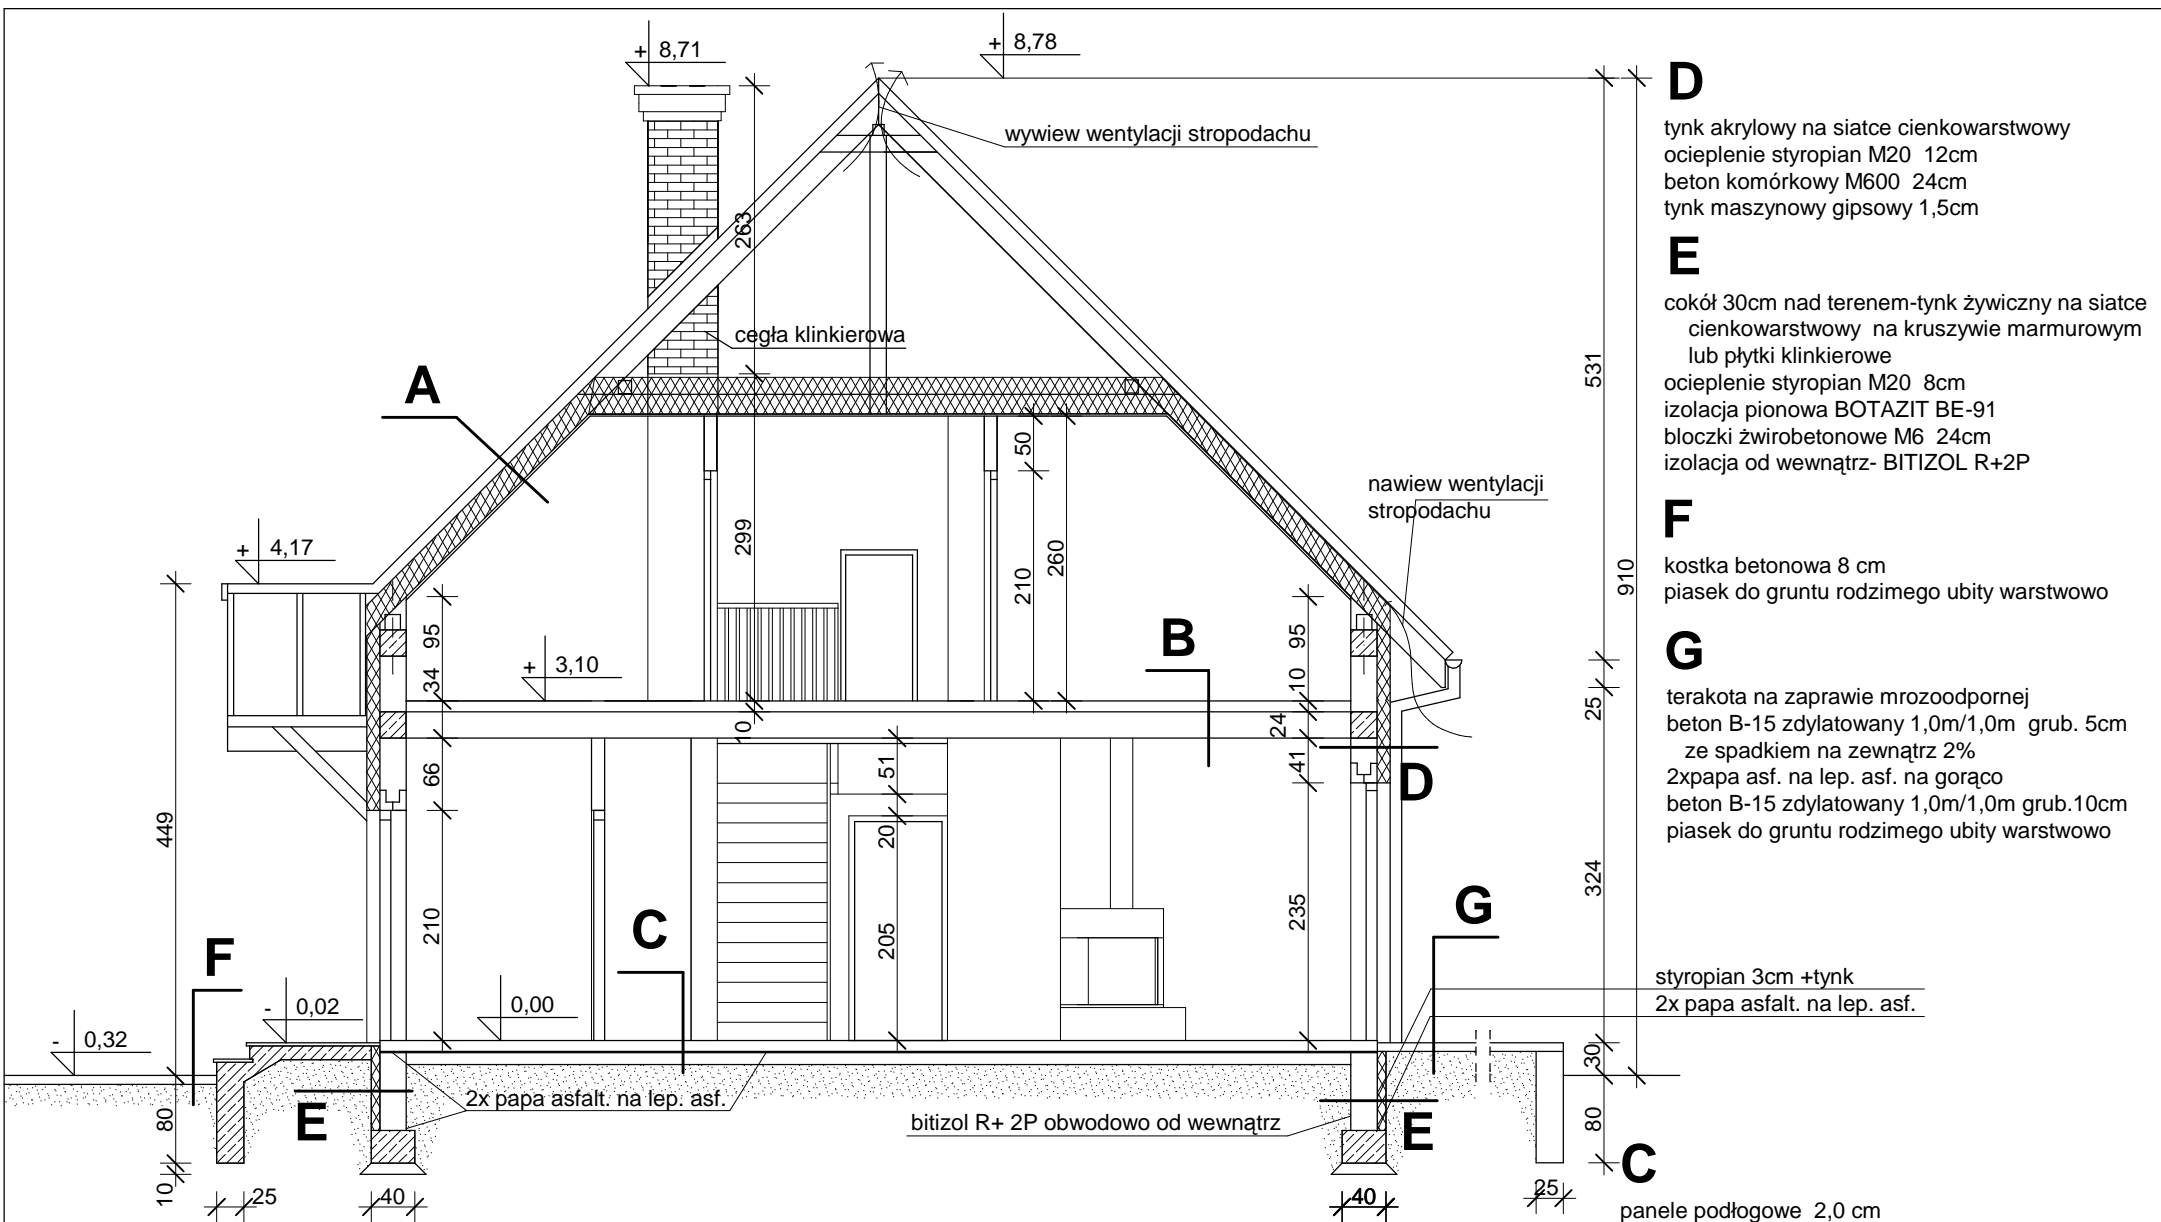 + 8,71
+ 8,78
wywiew wentylacji stropodachu
263
cegła klinkierowa
A
531
910
50
299
210
260
nawiew wentylacji
stropodachu
+ 4,17
95
34
+ 3,10
B
95
10
25
10
24
66
51
41
D
449
20
324
210
205
235
C
G
F
- 0,02
0,00
- 0,32
styropian 3cm +tynk
2x papa asfalt. na lep. asf.
30
80
E
2x papa asfalt. na lep. asf.
bitizol R+ 2P obwodowo od wewnątrz
E
80
10
25
40
40
25
D
tynk akrylowy na siatce cienkowarstwowy
ocieplenie styropian M20 12cm
beton komórkowy M600 24cm
tynk maszynowy gipsowy 1,5cm
E
cokół 30cm nad terenem-tynk żywiczny na siatce
cienkowarstwowy na kruszywie marmurowym
lub płytki klinkierowe
ocieplenie styropian M20 8cm
izolacja pionowa BOTAZIT BE-91
bloczki żwirobetonowe M6 24cm
izolacja od wewnątrz- BITIZOL R+2P
F
kostka betonowa 8 cm
piasek do gruntu rodzimego ubity warstwowo
G
terakota na zaprawie mrozoodpornej
beton B-15 zdylatowany 1,0m/1,0m grub. 5cm
ze spadkiem na zewnątrz 2%
2xpapa asf. na lep. asf. na gorąco
beton B-15 zdylatowany 1,0m/1,0m grub.10cm
piasek do gruntu rodzimego ubity warstwowo
C
panele podłogowe 2,0 cm